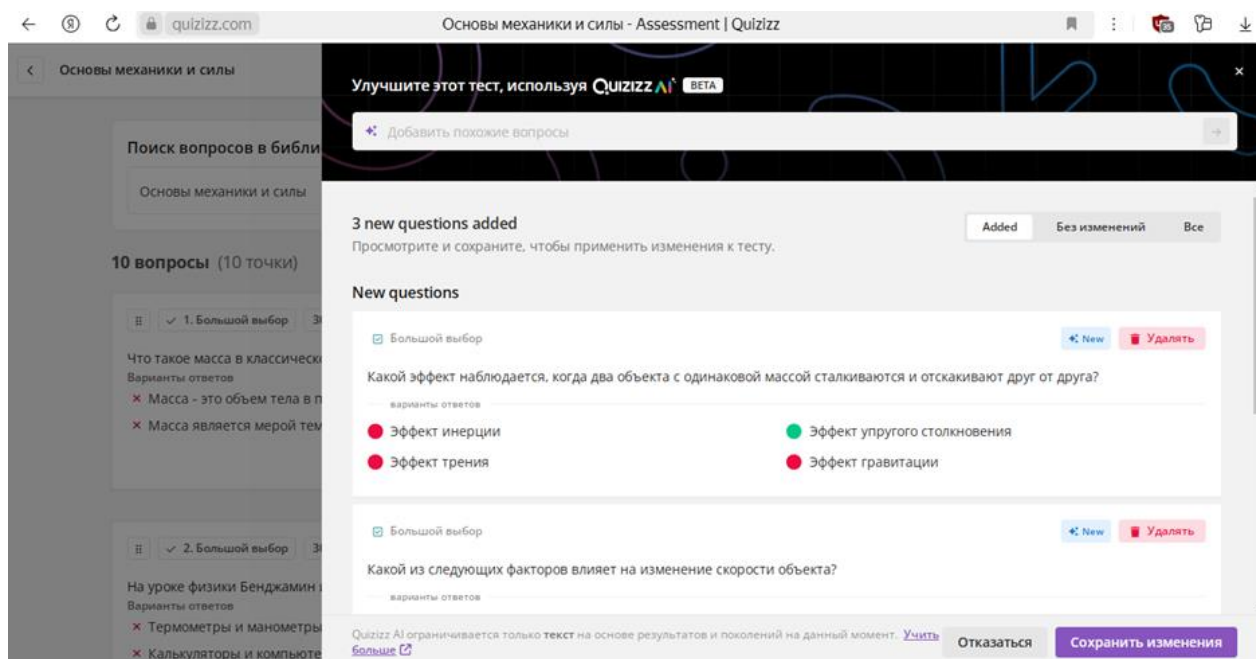 quizizz.com
Основы механики и силы - Assessment | Quizizz
Основы механики и силы
Улучшите этот тест, используя QUIZIZZ AI BETA
Добавить похожие вопросы
Поиск вопросов в библи
Основы механики и силы
10 вопросы (10 точки)
1. Большой выбор
Что такое масса в классическо
Варианты ответов
× Масса - это объем тела в п
× Масса является мерой тем
2. Большой выбор
На уроке физики Бенджамин
Варианты ответов
× Термометры и манометры
× Калькуляторы и компьюте
3 new questions added
Added Без изменений Все
Просмотрите и сохраните, чтобы применить изменения к тесту.
New questions
Большой выбор
New Удалять
Какой эффект наблюдается, когда два объекта с одинаковой массой сталкиваются и отскакивают друг от друга?
варианты ответов
Эффект инерции
Эффект упругого столкновения
Эффект трения
Эффект гравитации
Большой выбор
New Удалять
Какой из следующих факторов влияет на изменение скорости объекта?
варианты ответов
Quizizz AI ограничивается только текст на основе результатов и поколений на данный момент. Учить
больше
Отказаться
Сохранить изменения